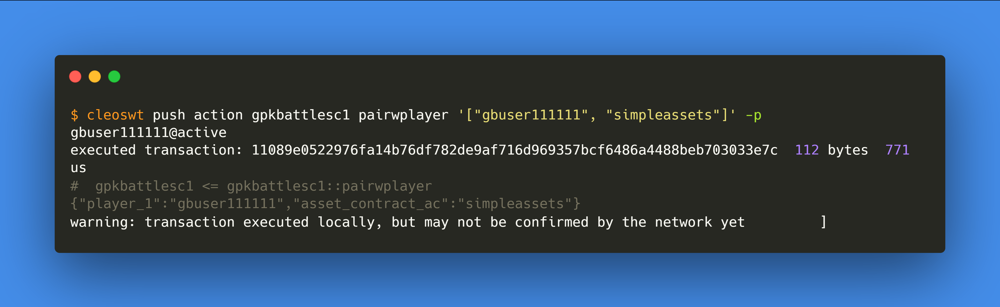 $ cleoswt push action gpkbattlesc1 pairwplayer '["gbuser111111", "simpleassets"]' -p
gbuser111111@active
executed transaction: 11089e0522976fa14b76df782de9af716d969357bcf6486a4488beb703033e7c  112 bytes  771
us
#  gpkbattlesc1 <= gpkbattlesc1::pairwplayer
{"player_1":"gbuser111111","asset_contract_ac":"simpleassets"}
warning: transaction executed locally, but may not be confirmed by the network yet         ]